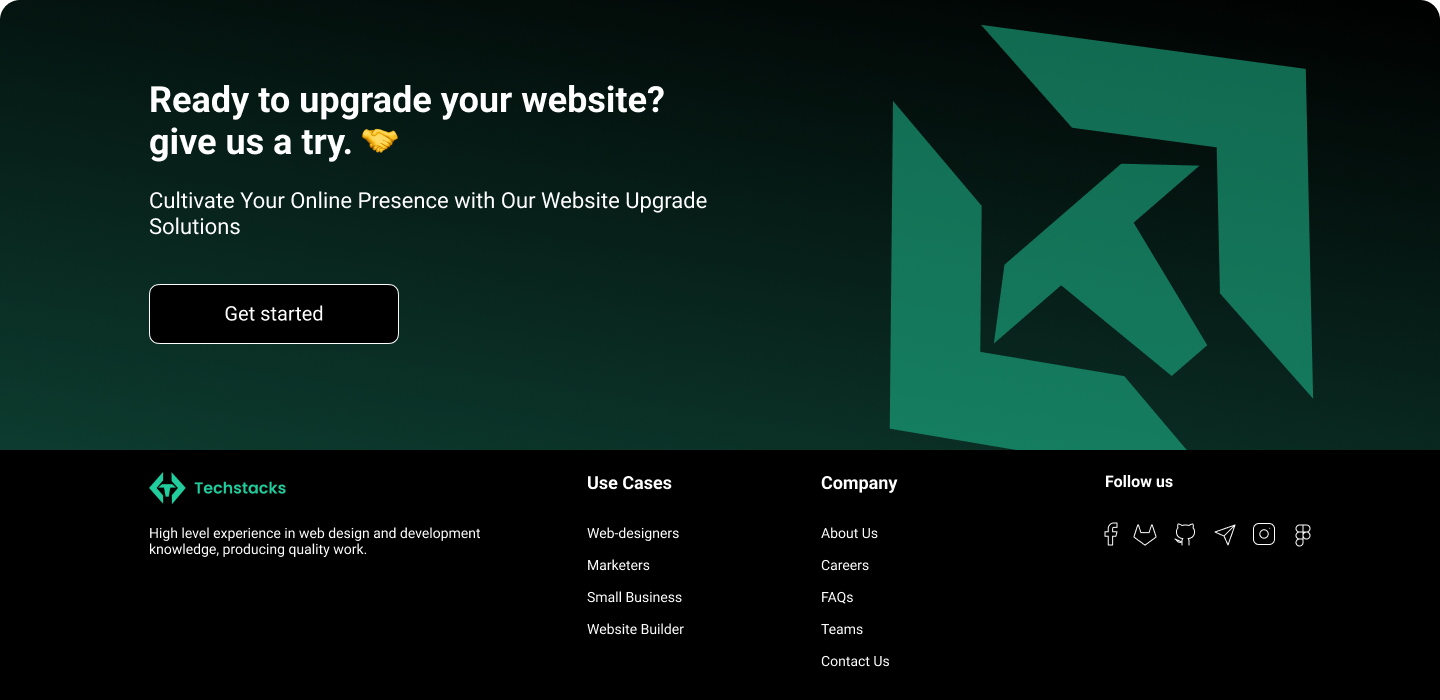 Ready to upgrade your website?
give us a try. 🤝
Cultivate Your Online Presence with Our Website Upgrade
Solutions
Get started
Techstacks
High level experience in web design and development
knowledge, producing quality work.
Use Cases
Web-designers
Marketers
Small Business
Website Builder
Company
About Us
Careers
FAQs
Teams
Contact Us
Follow us